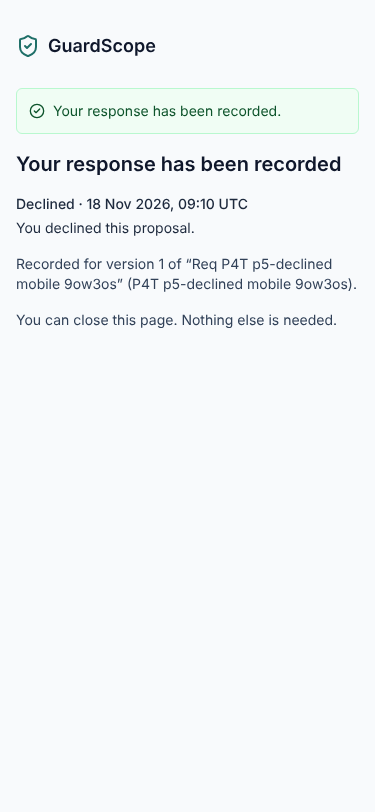 GuardScope
Your response has been recorded.
Your response has been recorded
Declined · 18 Nov 2026, 09:10 UTC
You declined this proposal.
Recorded for version 1 of “Req P4T p5-declined
mobile 9ow3os” (P4T p5-declined mobile 9ow3os).
You can close this page. Nothing else is needed.